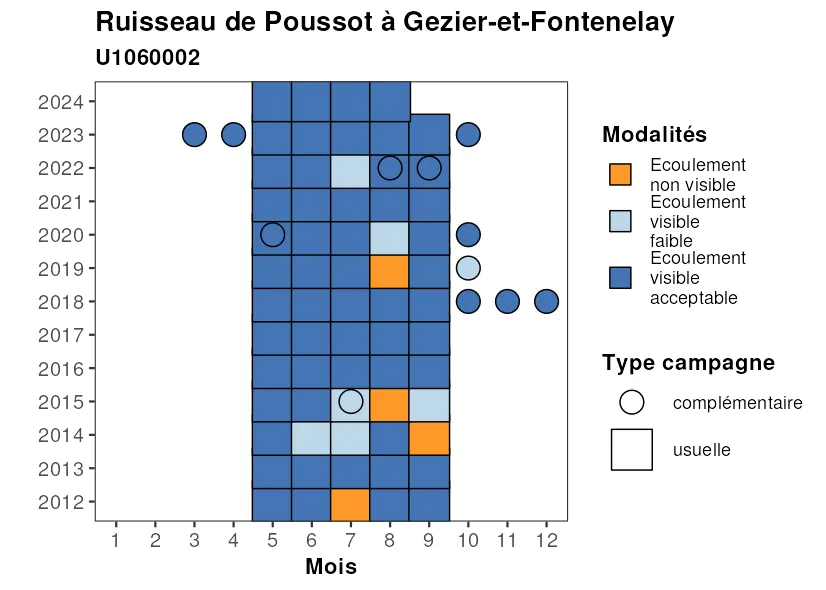 Ruisseau de Poussot à Gezier-et-Fontenelay
U1060002
2024
2023
2022
2021
2020
2019
2018
2017
2016
2015
2014
2013
2012
1 2 3 4 5 6 7 8 9 10 11 12
Mois
Modalités
Ecoulement
non visible
Ecoulement
visible
faible
Ecoulement
visible
acceptable
Type campagne
complémentaire
usuelle